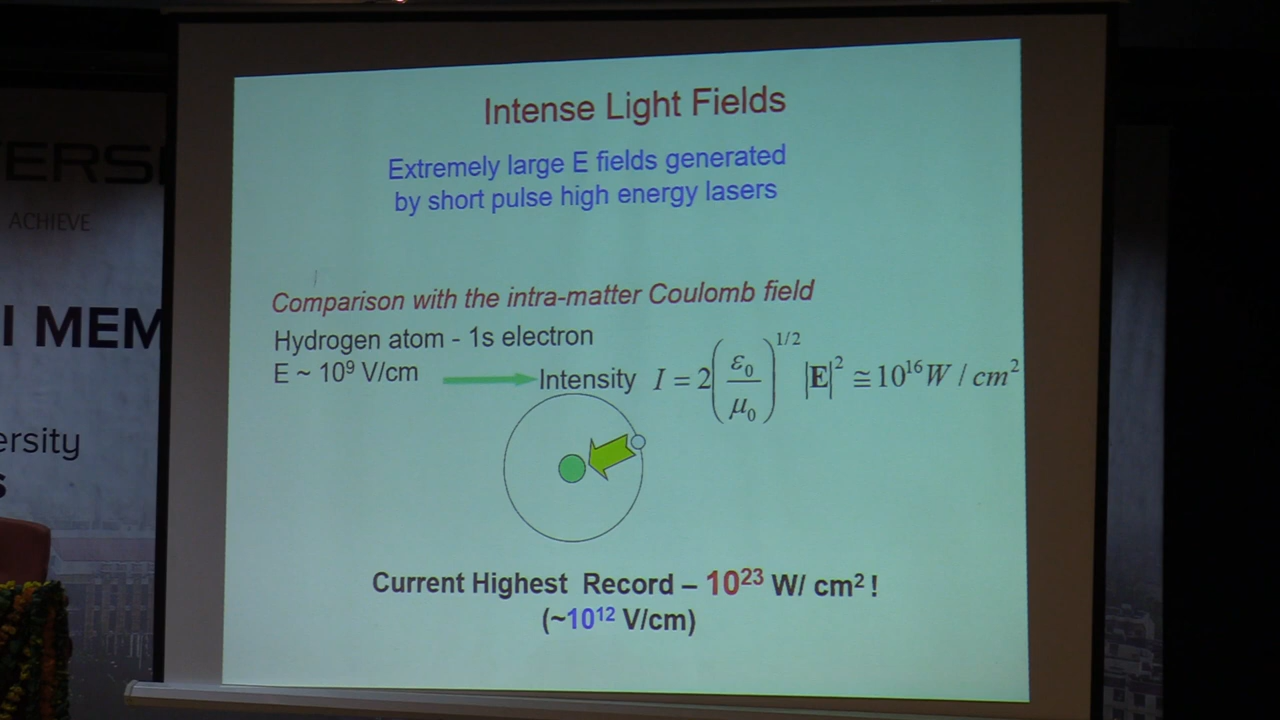 ERSI
ACHIEVE
I MEM
ersity
s
Intense Light Fields
Extremely large E fields generated
by short pulse high energy lasers
Comparison with the intra-matter Coulomb field
Hydrogen atom - 1s electron
E ~ 10⁹ V/cm
Intensity I = 2(ε₀/μ₀)^1/2 |E|² ≅ 10¹⁶ W / cm²
Current Highest Record – 10²³ W/ cm² !
(~10¹² V/cm)